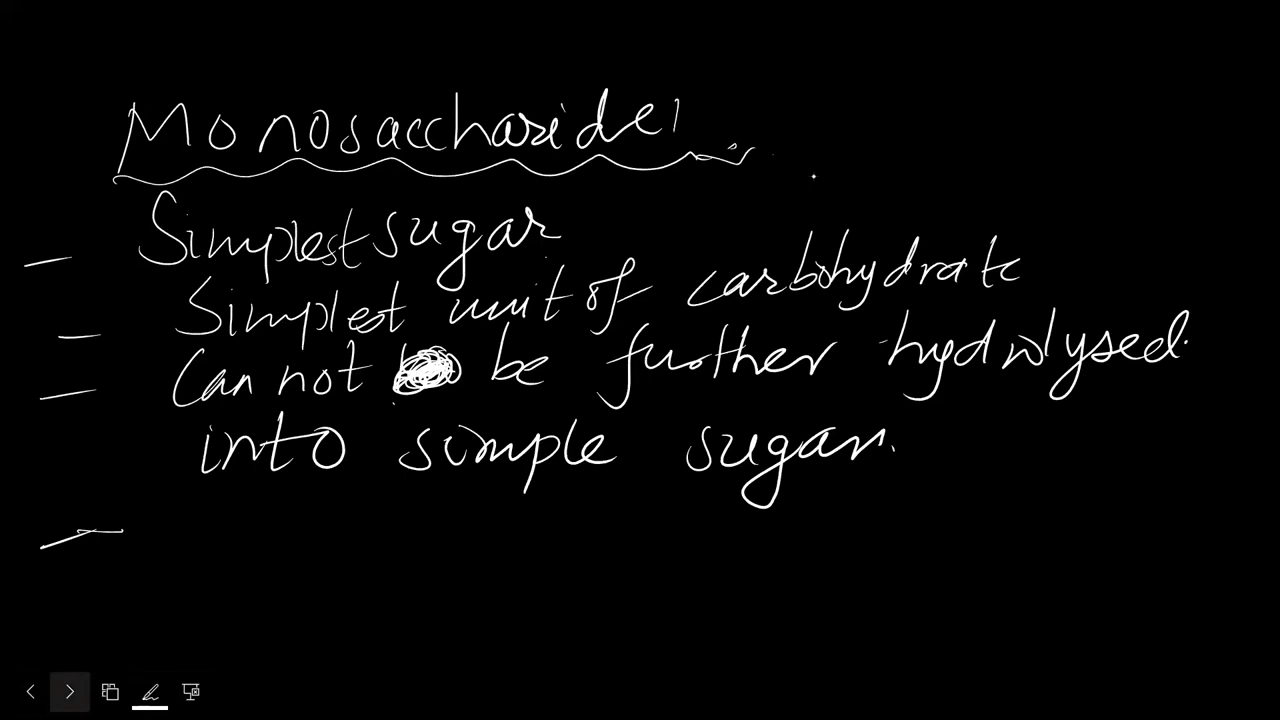 Monosaccharide
- Simplest sugar
- Simplest unit of carbohydrate
- Can not be further hydrolysed
into simple sugar.
-